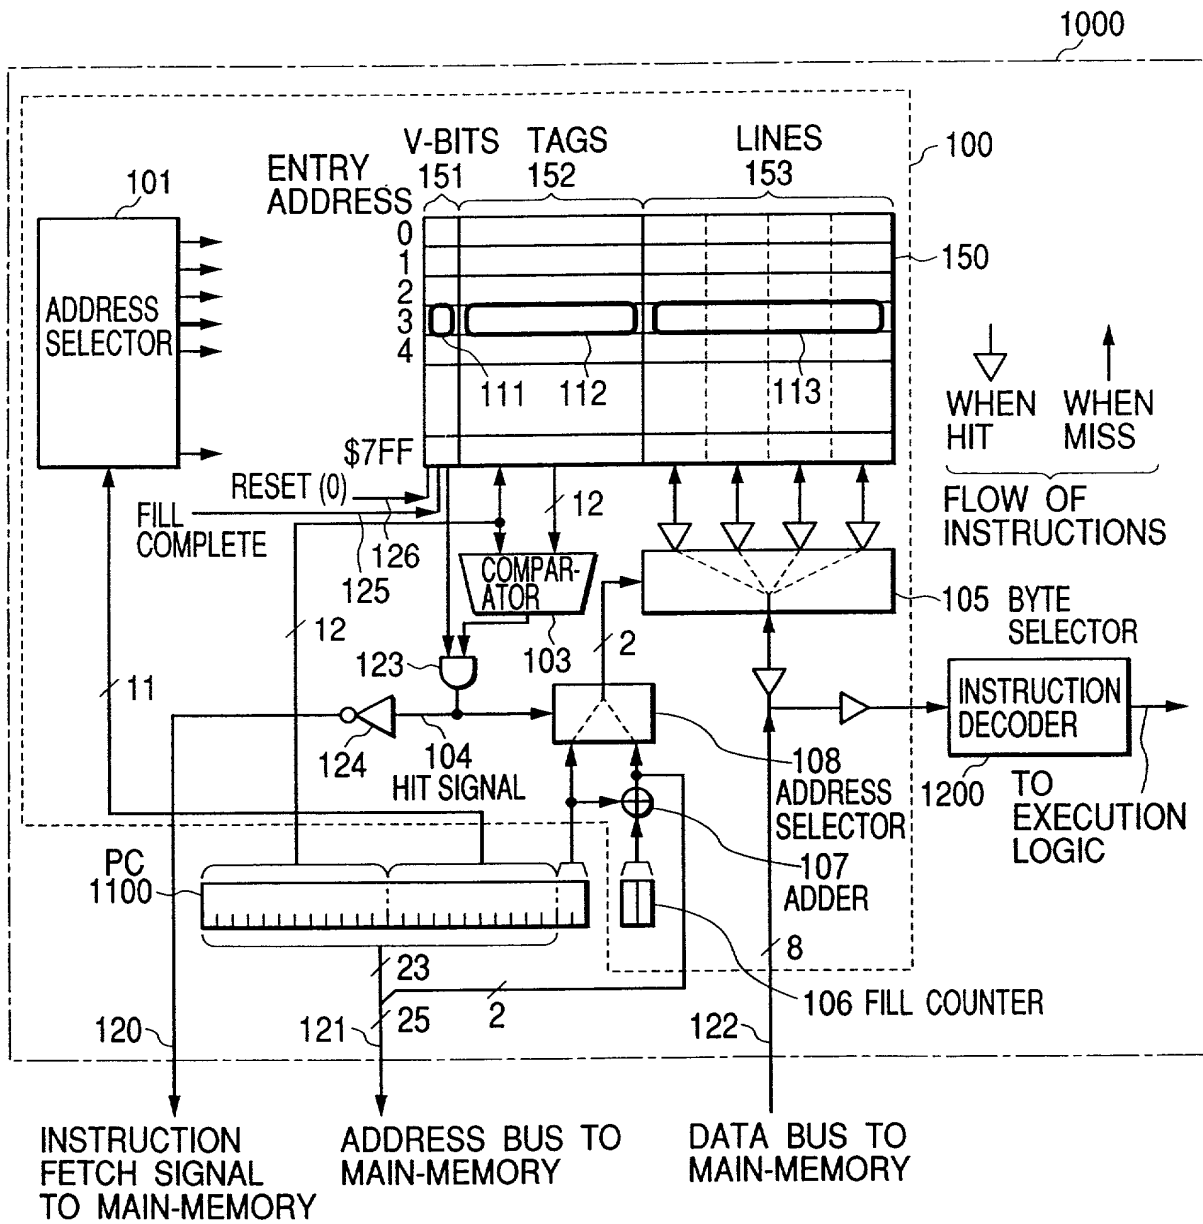 1000
V-BITS TAGS LINES
151 152 153
100
ENTRY
ADDRESS
101
0
1
2
3
4
$7FF
150
ADDRESS
SELECTOR
111 112 113
WHEN
HIT
WHEN
MISS
FLOW OF
INSTRUCTIONS
RESET (0)
FILL
COMPLETE
126
125
12
12
COMPAR-
ATOR
103
105 BYTE
SELECTOR
2
11
123
124
104
HIT SIGNAL
108
ADDRESS
SELECTOR
INSTRUCTION
DECODER
1200
TO
EXECUTION
LOGIC
107
ADDER
PC
1100
8
23
2
25
106 FILL COUNTER
120
121
122
INSTRUCTION
FETCH SIGNAL
TO MAIN-MEMORY
ADDRESS BUS TO
MAIN-MEMORY
DATA BUS TO
MAIN-MEMORY